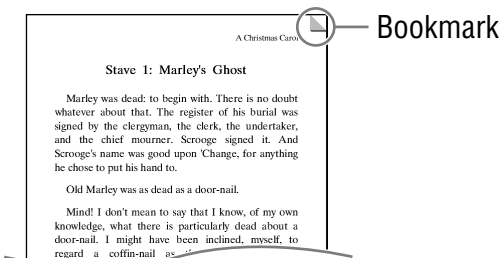 A Christmas Caro
Bookmark
Stave 1: Marley's Ghost
Marley was dead: to begin with. There is no doubt
whatever about that. The register of his burial was
signed by the clergyman, the clerk, the undertaker,
and the chief mourner. Scrooge signed it. And
Scrooge's name was good upon 'Change, for anything
he chose to put his hand to.
Old Marley was as dead as a door-nail.
Mind! I don't mean to say that I know, of my own
knowledge, what there is particularly dead about a
door-nail. I might have been inclined, myself, to
regard a coffin-nail as